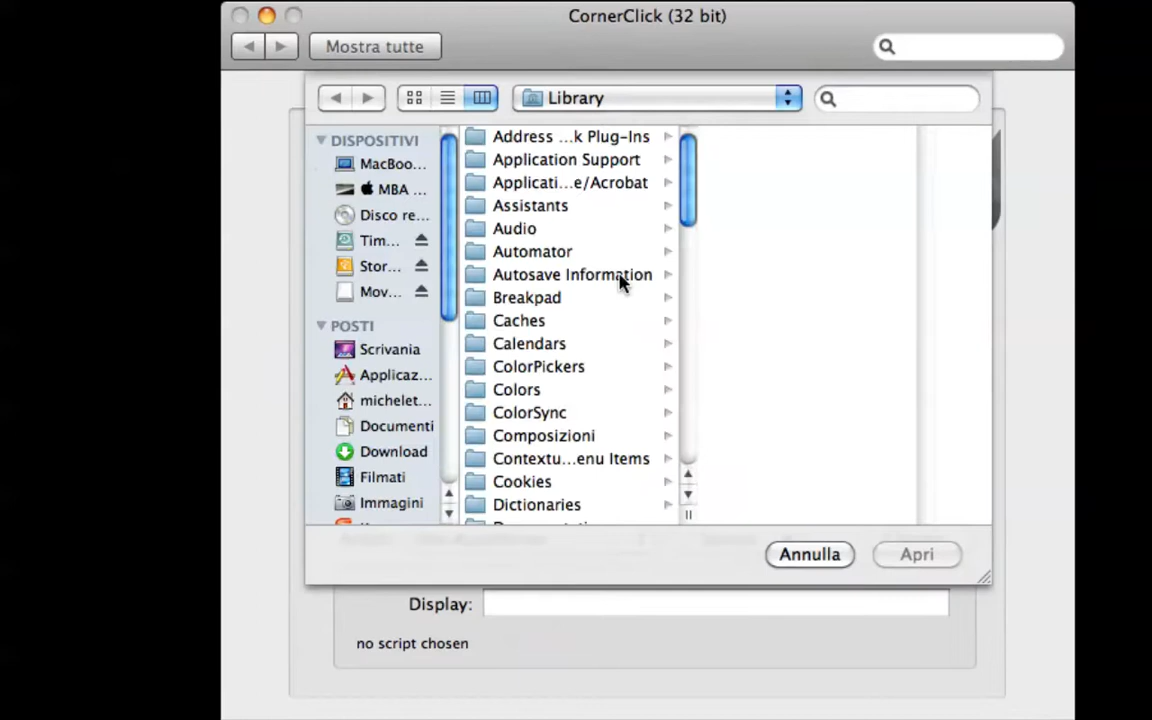 CornerClick (32 bit)
Mostra tutte
Library
DISPOSITIVI
MacBoo...
MBA ...
Disco re...
Tim...
Stor...
Mov...
POSTI
Scrivania
Applicaz...
michelet...
Documenti
Download
Filmati
Immagini
Address ...k Plug-Ins
Application Support
Applicati...e/Acrobat
Assistants
Audio
Automator
Autosave Information
Breakpad
Caches
Calendars
ColorPickers
Colors
ColorSync
Composizioni
Contextu...enu Items
Cookies
Dictionaries
Annulla
Apri
Display:
no script chosen